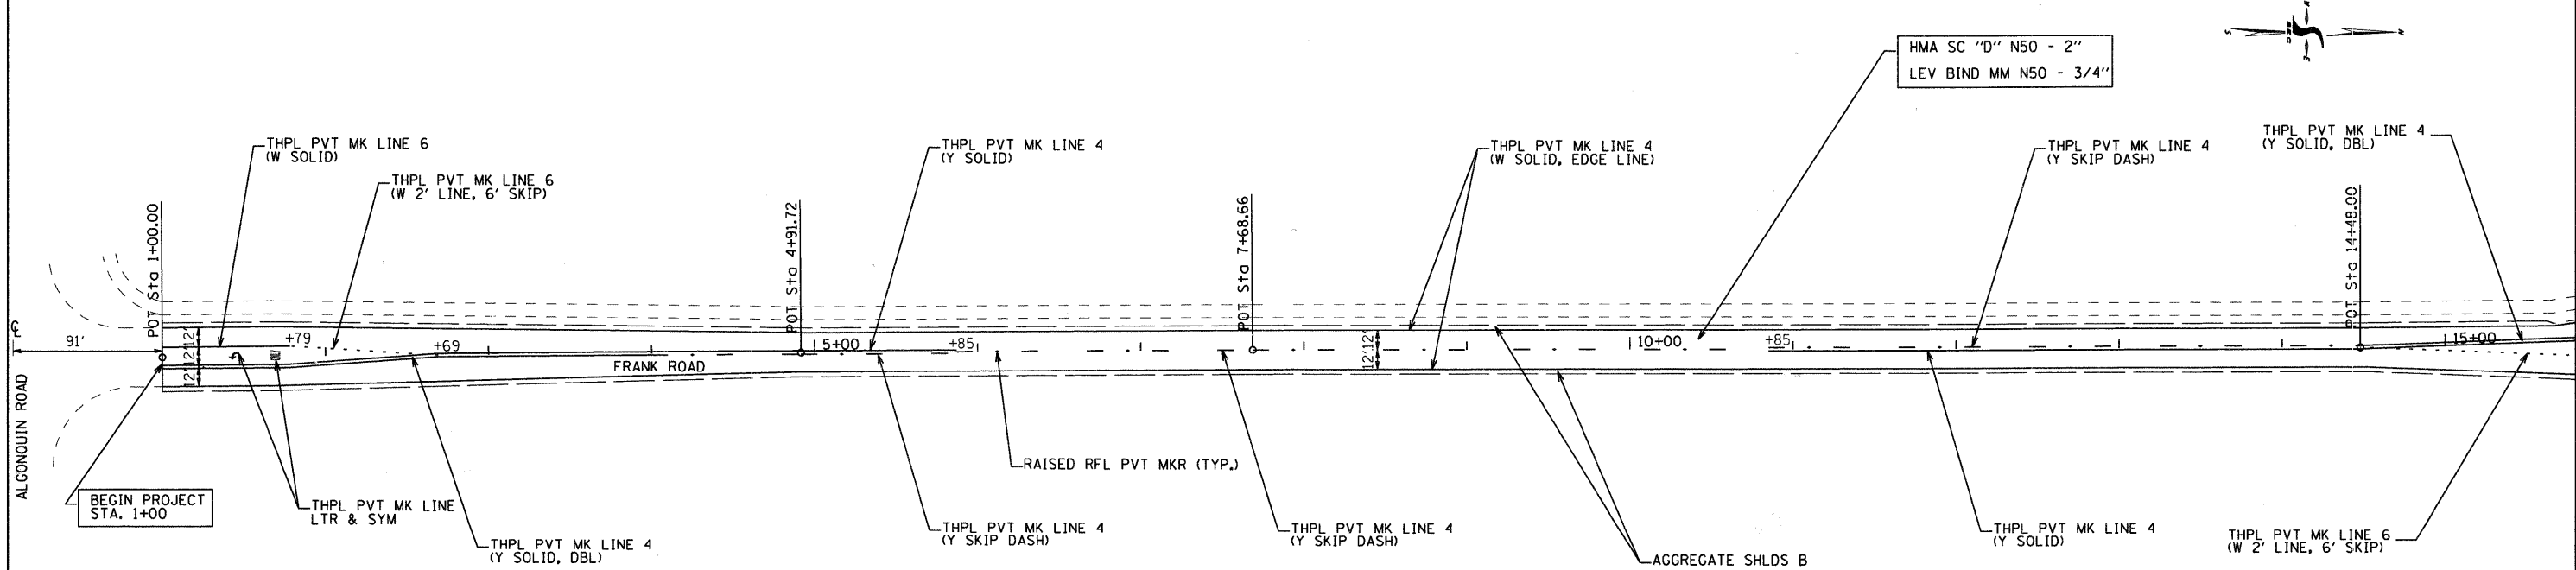 HMA SC "D" N50 - 2"
LEV BIND MM N50 - 3/4"
THPL PVT MK LINE 6
(W SOLID)
THPL PVT MK LINE 6
(W 2' LINE, 6' SKIP)
THPL PVT MK LINE 4
(Y SOLID)
THPL PVT MK LINE 4
(W SOLID, EDGE LINE)
THPL PVT MK LINE 4
(Y SKIP DASH)
THPL PVT MK LINE 4
(Y SOLID, DBL)
POT Sta 1+00.00
POT Sta 4+91.72
POT Sta 7+68.66
POT Sta 14+48.00
91'
12'
12'
12'
+79
+69
5+00
+85
12'
12'
10+00
+85
15+00
FRANK ROAD
ALGONQUIN ROAD
BEGIN PROJECT
STA. 1+00
THPL PVT MK LINE
LTR & SYM
THPL PVT MK LINE 4
(Y SOLID, DBL)
RAISED RFL PVT MKR (TYP.)
THPL PVT MK LINE 4
(Y SKIP DASH)
THPL PVT MK LINE 4
(Y SKIP DASH)
AGGREGATE SHLDS B
THPL PVT MK LINE 4
(Y SOLID)
THPL PVT MK LINE 6
(W 2' LINE, 6' SKIP)